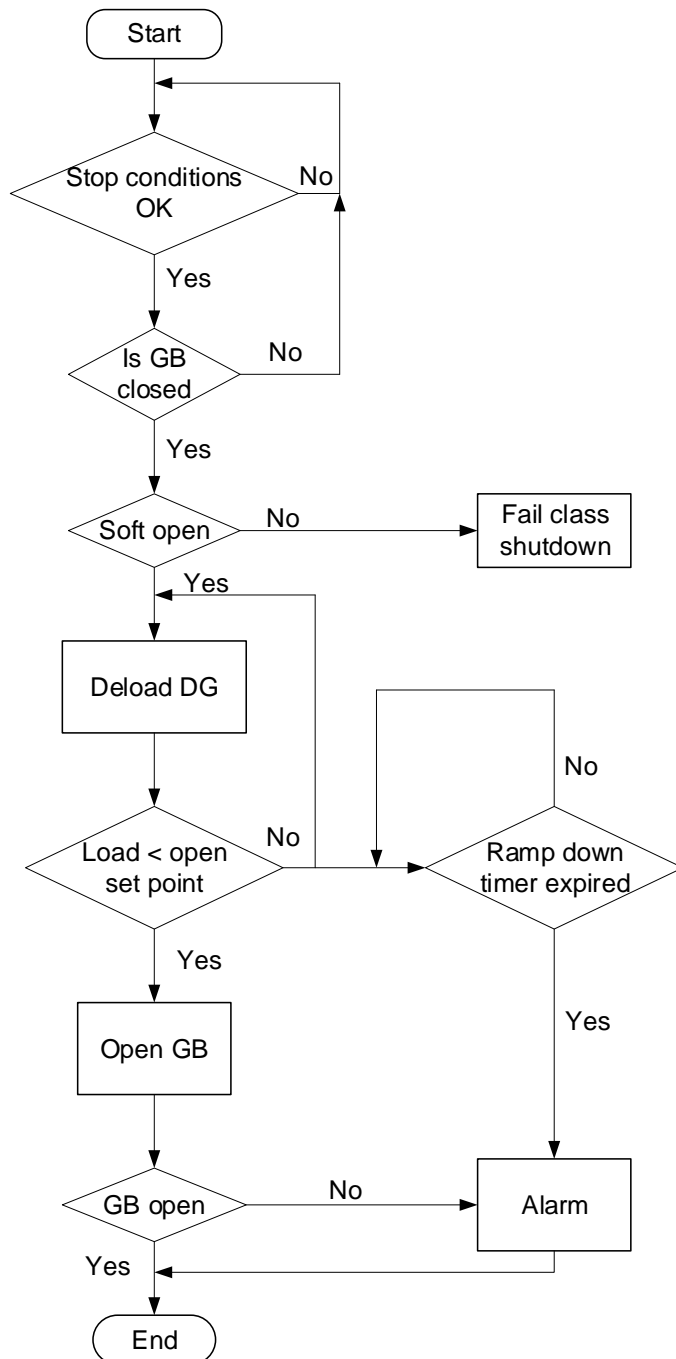 Start
Stop conditions
OK
No
Yes
Is GB
closed
No
Yes
Soft open
No
Fail class
shutdown
Yes
Deload DG
No
Load < open
set point
No
Ramp down
timer expired
Yes
Open GB
Yes
GB open
No
Alarm
Yes
End